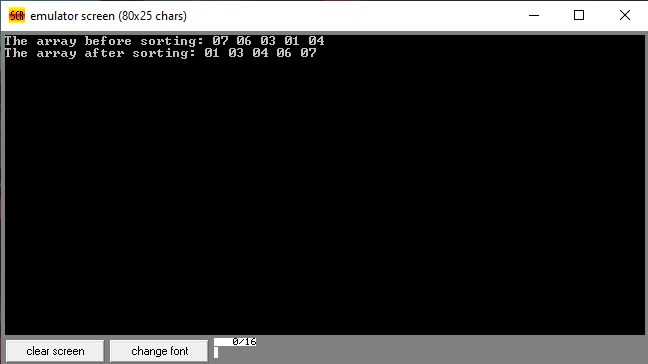 SCR emulator screen (80x25 chars)
The array before sorting: 07 06 03 01 04
The array after sorting: 01 03 04 06 07
clear screen change font 0/16